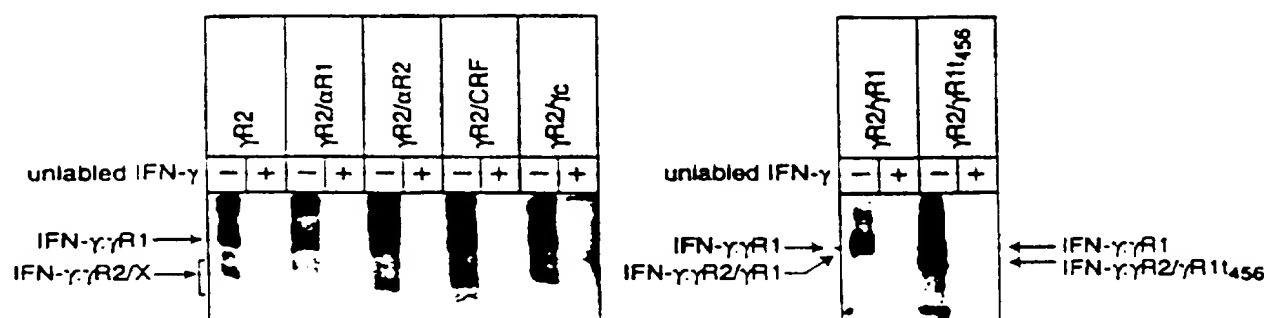 γR2
γR2/αR1
γR2/αR2
γR2/CRF
γR2/γc
unlabled IFN-γ
− + − + − + − + − +
IFN-γ:γR1
IFN-γ:γR2/X
γR2/γR1
γR2/γR1t456
unlabled IFN-γ
− + − +
IFN-γ:γR1
IFN-γ:γR2/γR1
IFN-γ:γR1
IFN-γ:γR2/γR1t456